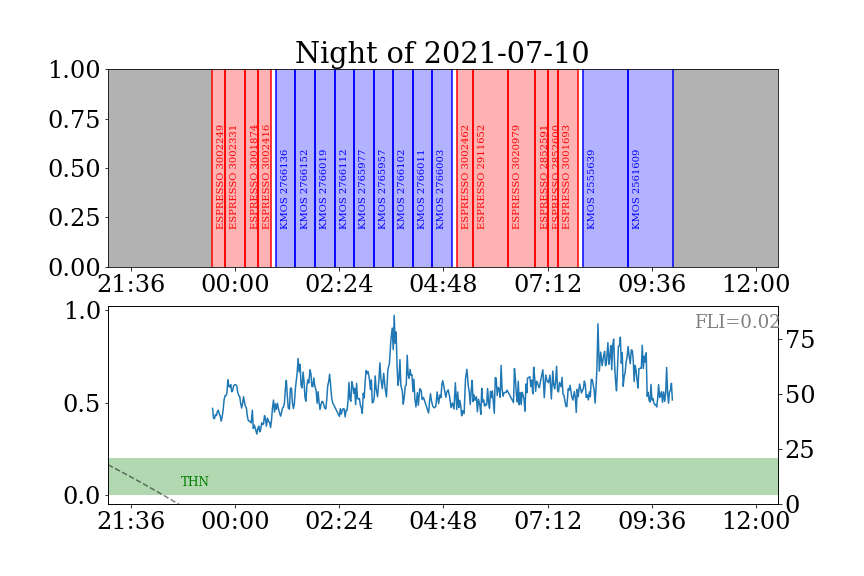 Night of 2021-07-10
1.00
0.75
0.50
0.25
0.00
ESPRESSO 3002249
ESPRESSO 3002331
ESPRESSO 3001874
ESPRESSO 3002416
KMOS 2766136
KMOS 2766152
KMOS 2766019
KMOS 2766112
KMOS 2765977
KMOS 2765957
KMOS 2766102
KMOS 2766011
KMOS 2766003
ESPRESSO 3002462
ESPRESSO 2911652
ESPRESSO 3020979
ESPRESSO 2852591
ESPRESSO 2852600
ESPRESSO 3001693
KMOS 2555639
KMOS 2561609
21:36 00:00 02:24 04:48 07:12 09:36 12:00
1.0
0.5
0.0
FLI=0.02
THN
75
50
25
0
21:36 00:00 02:24 04:48 07:12 09:36 12:00